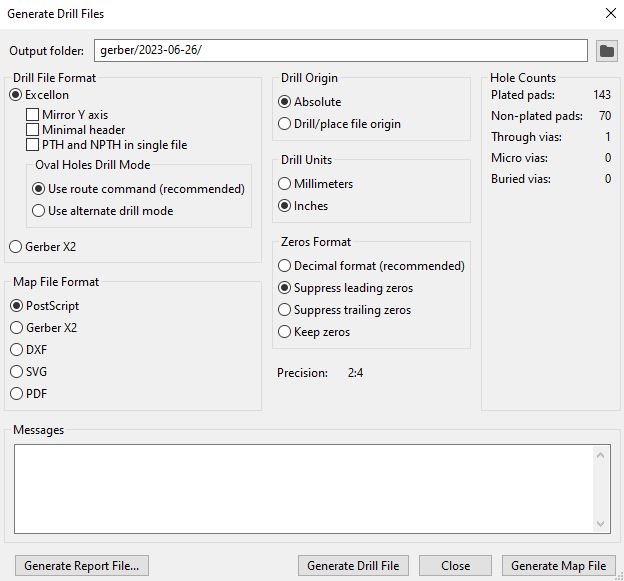 Generate Drill Files
Output folder: gerber/2023-06-26/
Drill File Format
Excellon
Mirror Y axis
Minimal header
PTH and NPTH in single file
Oval Holes Drill Mode
Use route command (recommended)
Use alternate drill mode
Gerber X2
Map File Format
PostScript
Gerber X2
DXF
SVG
PDF
Drill Origin
Absolute
Drill/place file origin
Drill Units
Millimeters
Inches
Zeros Format
Decimal format (recommended)
Suppress leading zeros
Suppress trailing zeros
Keep zeros
Precision: 2:4
Hole Counts
Plated pads: 143
Non-plated pads: 70
Through vias: 1
Micro vias: 0
Buried vias: 0
Messages
Generate Report File... Generate Drill File Close Generate Map File